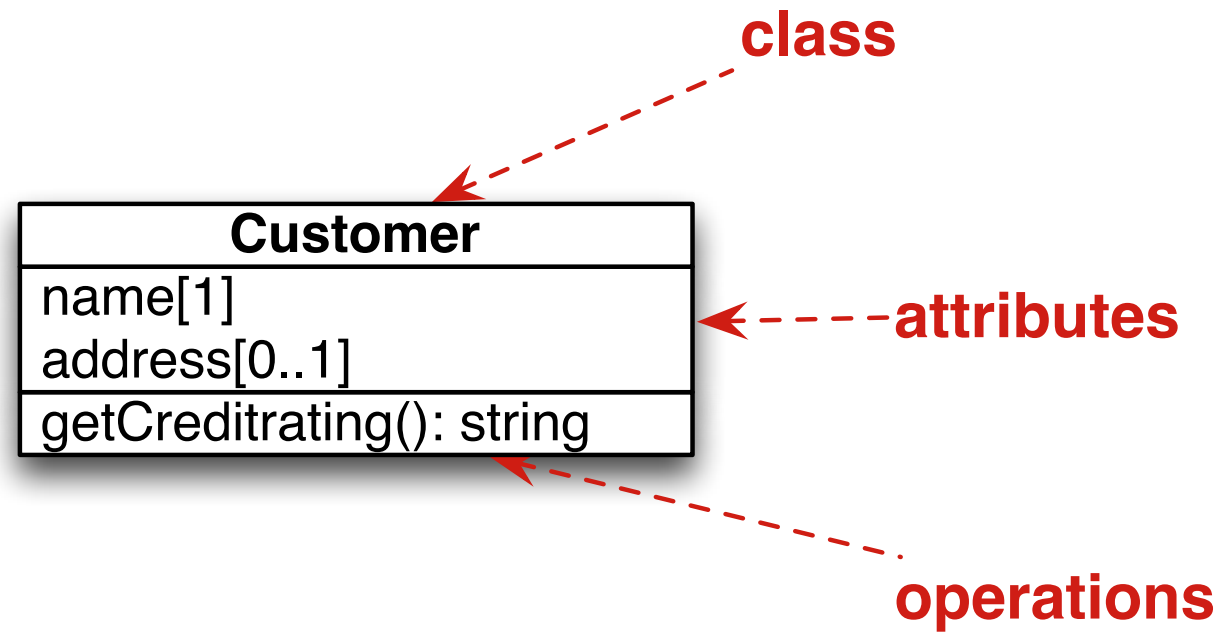 class
Customer
name[1]
address[0..1]
attributes
getCreditrating(): string
operations